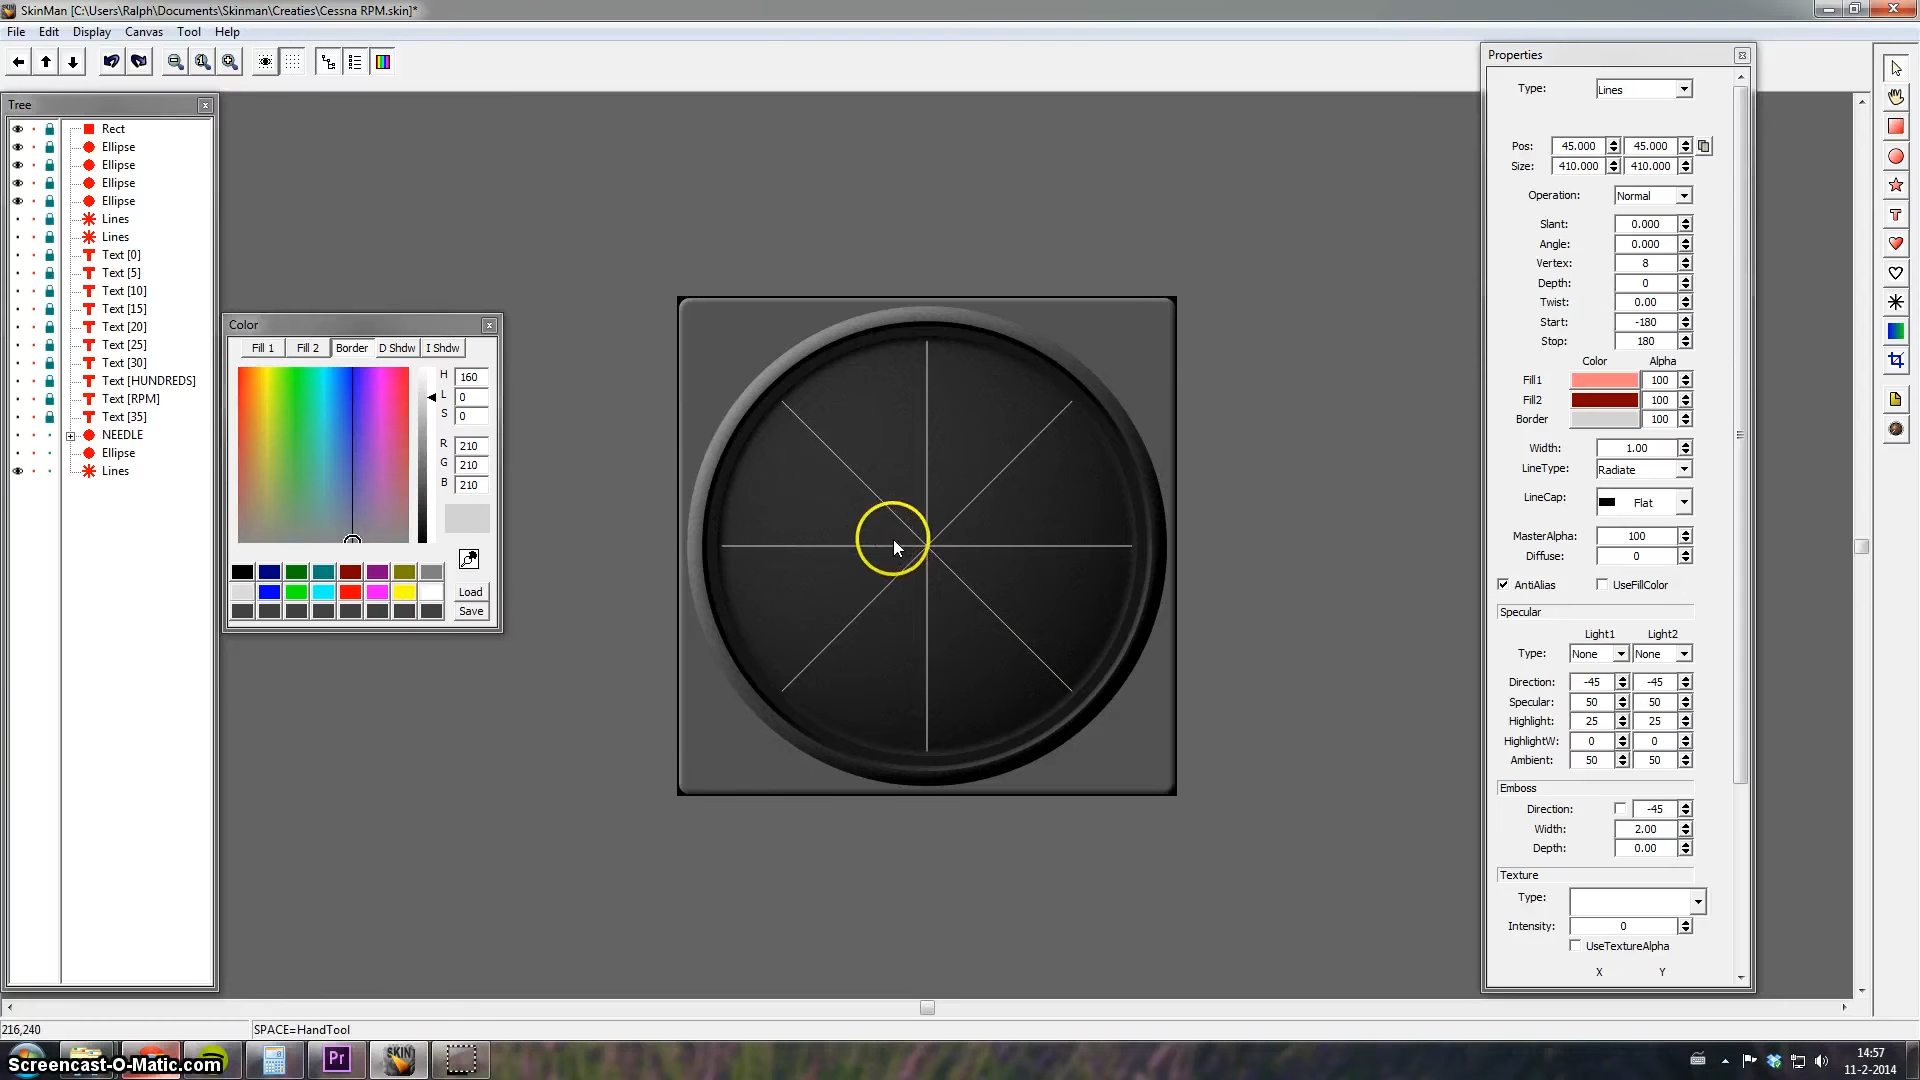 SkinMan [C:\Users\Ralph\Documents\Skinman\Creaties\Cessna RPM.skin]*
File Edit Display Canvas Tool Help
Tree
Rect
Ellipse
Ellipse
Ellipse
Ellipse
Lines
Lines
Text [0]
Text [5]
Text [10]
Text [15]
Text [20]
Text [25]
Text [30]
Text [HUNDREDS]
Text [RPM]
Text [35]
NEEDLE
Ellipse
Lines
Color
Fill 1 Fill 2 Border D Shdw I Shdw
H 160
L 0
S 0
R 210
G 210
B 210
Load
Save
Properties
Type: Lines
Pos: 45.000 45.000
Size: 410.000 410.000
Operation: Normal
Slant: 0.000
Angle: 0.000
Vertex: 8
Depth: 0
Twist: 0.00
Start: -180
Stop: 180
Color Alpha
Fill1 100
Fill2 100
Border 100
Width: 1.00
LineType: Radiate
LineCap: Flat
MasterAlpha: 100
Diffuse: 0
AntiAlias UseFillColor
Specular
Light1 Light2
Type: None None
Direction: -45 -45
Specular: 50 50
Highlight: 25 25
HighlightW: 0 0
Ambient: 50 50
Emboss
Direction: -45
Width: 2.00
Depth: 0.00
Texture
Type:
Intensity: 0
UseTextureAlpha
X Y
216,240 SPACE=HandTool
Screencast-O-Matic.com
Pr
SKIN
14:57
11-2-2014